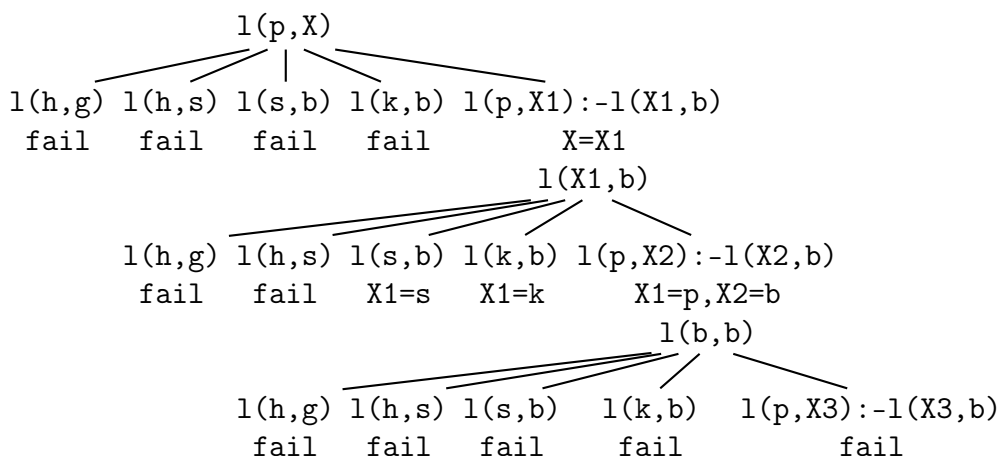 l(p,X)
l(h,g) l(h,s) l(s,b) l(k,b) l(p,X1):-l(X1,b)
fail fail fail fail X=X1
l(X1,b)
l(h,g) l(h,s) l(s,b) l(k,b) l(p,X2):-l(X2,b)
fail fail X1=s X1=k X1=p,X2=b
l(b,b)
l(h,g) l(h,s) l(s,b) l(k,b) l(p,X3):-l(X3,b)
fail fail fail fail fail